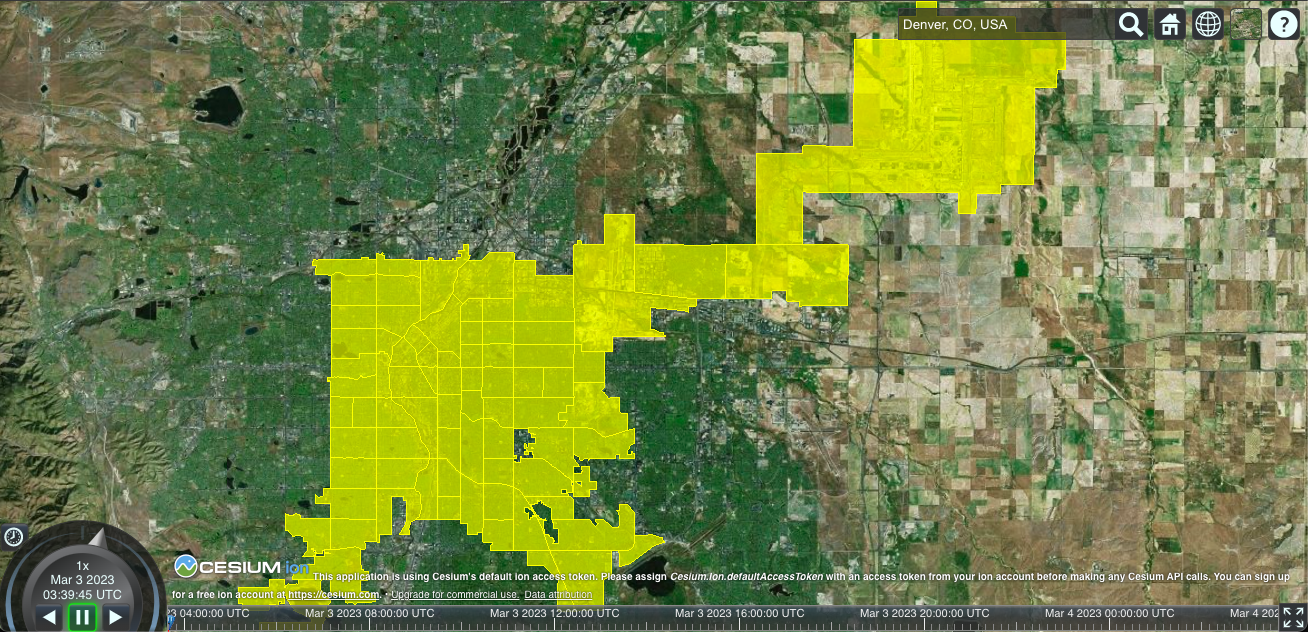 Denver, CO, USA
?
1x
Mar 3 2023
03:39:45 UTC
CESIUM ion
This application is using Cesium's default ion access token. Please assign Cesium.Ion.defaultAccessToken with an access token from your ion account before making any Cesium API calls. You can sign up
for a free ion account at https://cesium.com. • Upgrade for commercial use. Data attribution
3 04:00:00 UTC Mar 3 2023 08:00:00 UTC Mar 3 2023 12:00:00 UTC Mar 3 2023 16:00:00 UTC Mar 3 2023 20:00:00 UTC Mar 4 2023 00:00:00 UTC Mar 4 202